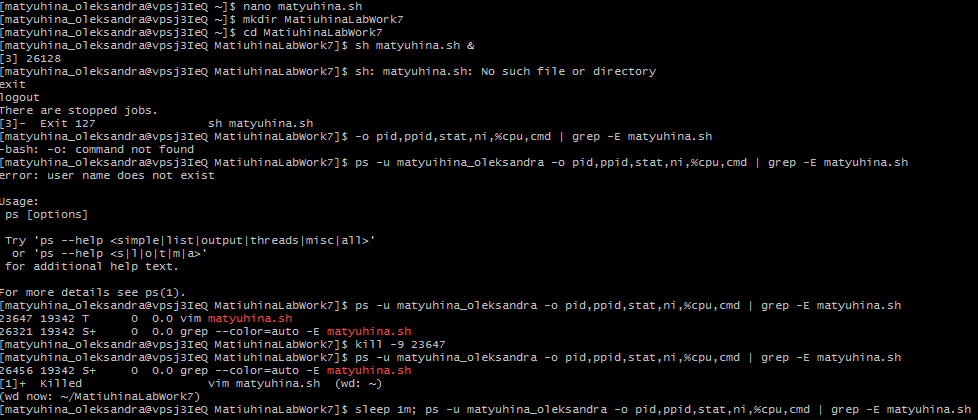 [matyuhina_oleksandra@vpsj3IeQ ~]$ nano matyuhina.sh
[matyuhina_oleksandra@vpsj3IeQ ~]$ mkdir MatiuhinaLabWork7
[matyuhina_oleksandra@vpsj3IeQ ~]$ cd MatiuhinaLabWork7
[matyuhina_oleksandra@vpsj3IeQ MatiuhinaLabWork7]$ sh matyuhina.sh &
[3] 26128
[matyuhina_oleksandra@vpsj3IeQ MatiuhinaLabWork7]$ sh: matyuhina.sh: No such file or directory
exit
logout
There are stopped jobs.
[3]-  Exit 127                sh matyuhina.sh
[matyuhina_oleksandra@vpsj3IeQ MatiuhinaLabWork7]$ -o pid,ppid,stat,ni,%cpu,cmd | grep -E matyuhina.sh
-bash: -o: command not found
[matyuhina_oleksandra@vpsj3IeQ MatiuhinaLabWork7]$ ps -u matyuihina_oleksandra -o pid,ppid,stat,ni,%cpu,cmd | grep -E matyuhina.sh
error: user name does not exist
Usage:
 ps [options]
 Try 'ps --help <simple|list|output|threads|misc|all>'
  or 'ps --help <s|l|o|t|m|a>'
 for additional help text.
For more details see ps(1).
[matyuhina_oleksandra@vpsj3IeQ MatiuhinaLabWork7]$ ps -u matyuhina_oleksandra -o pid,ppid,stat,ni,%cpu,cmd | grep -E matyuhina.sh
23647 19342 T      0  0.0 vim matyuhina.sh
26321 19342 S+     0  0.0 grep --color=auto -E matyuhina.sh
[matyuhina_oleksandra@vpsj3IeQ MatiuhinaLabWork7]$ kill -9 23647
[matyuhina_oleksandra@vpsj3IeQ MatiuhinaLabWork7]$ ps -u matyuhina_oleksandra -o pid,ppid,stat,ni,%cpu,cmd | grep -E matyuhina.sh
26456 19342 S+     0  0.0 grep --color=auto -E matyuhina.sh
[1]+  Killed                  vim matyuhina.sh  (wd: ~)
(wd now: ~/MatiuhinaLabWork7)
[matyuhina_oleksandra@vpsj3IeQ MatiuhinaLabWork7]$ sleep 1m; ps -u matyuhina_oleksandra -o pid,ppid,stat,ni,%cpu,cmd | grep -E matyuhina.sh